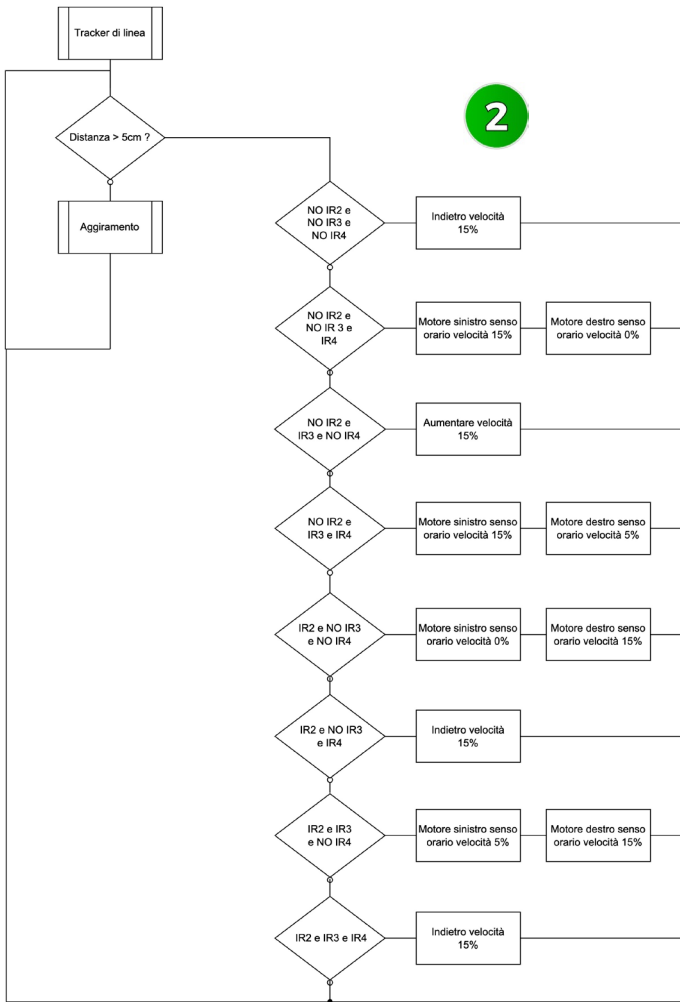 Tracker di linea
2
Distanza > 5cm ?
Aggiramento
NO IR2 e
NO IR3 e
NO IR4
Indietro velocità
15%
NO IR2 e
NO IR 3 e
IR4
Motore sinistro senso
orario velocità 15%
Motore destro senso
orario velocità 0%
NO IR2 e
IR3 e NO IR4
Aumentare velocità
15%
NO IR2 e
IR3 e IR4
Motore sinistro senso
orario velocità 15%
Motore destro senso
orario velocità 5%
IR2 e NO IR3
e NO IR4
Motore sinistro senso
orario velocità 0%
Motore destro senso
orario velocità 15%
IR2 e NO IR3
e IR4
Indietro velocità
15%
IR2 e IR3
e NO IR4
Motore sinistro senso
orario velocità 5%
Motore destro senso
orario velocità 15%
IR2 e IR3 e IR4
Indietro velocità
15%